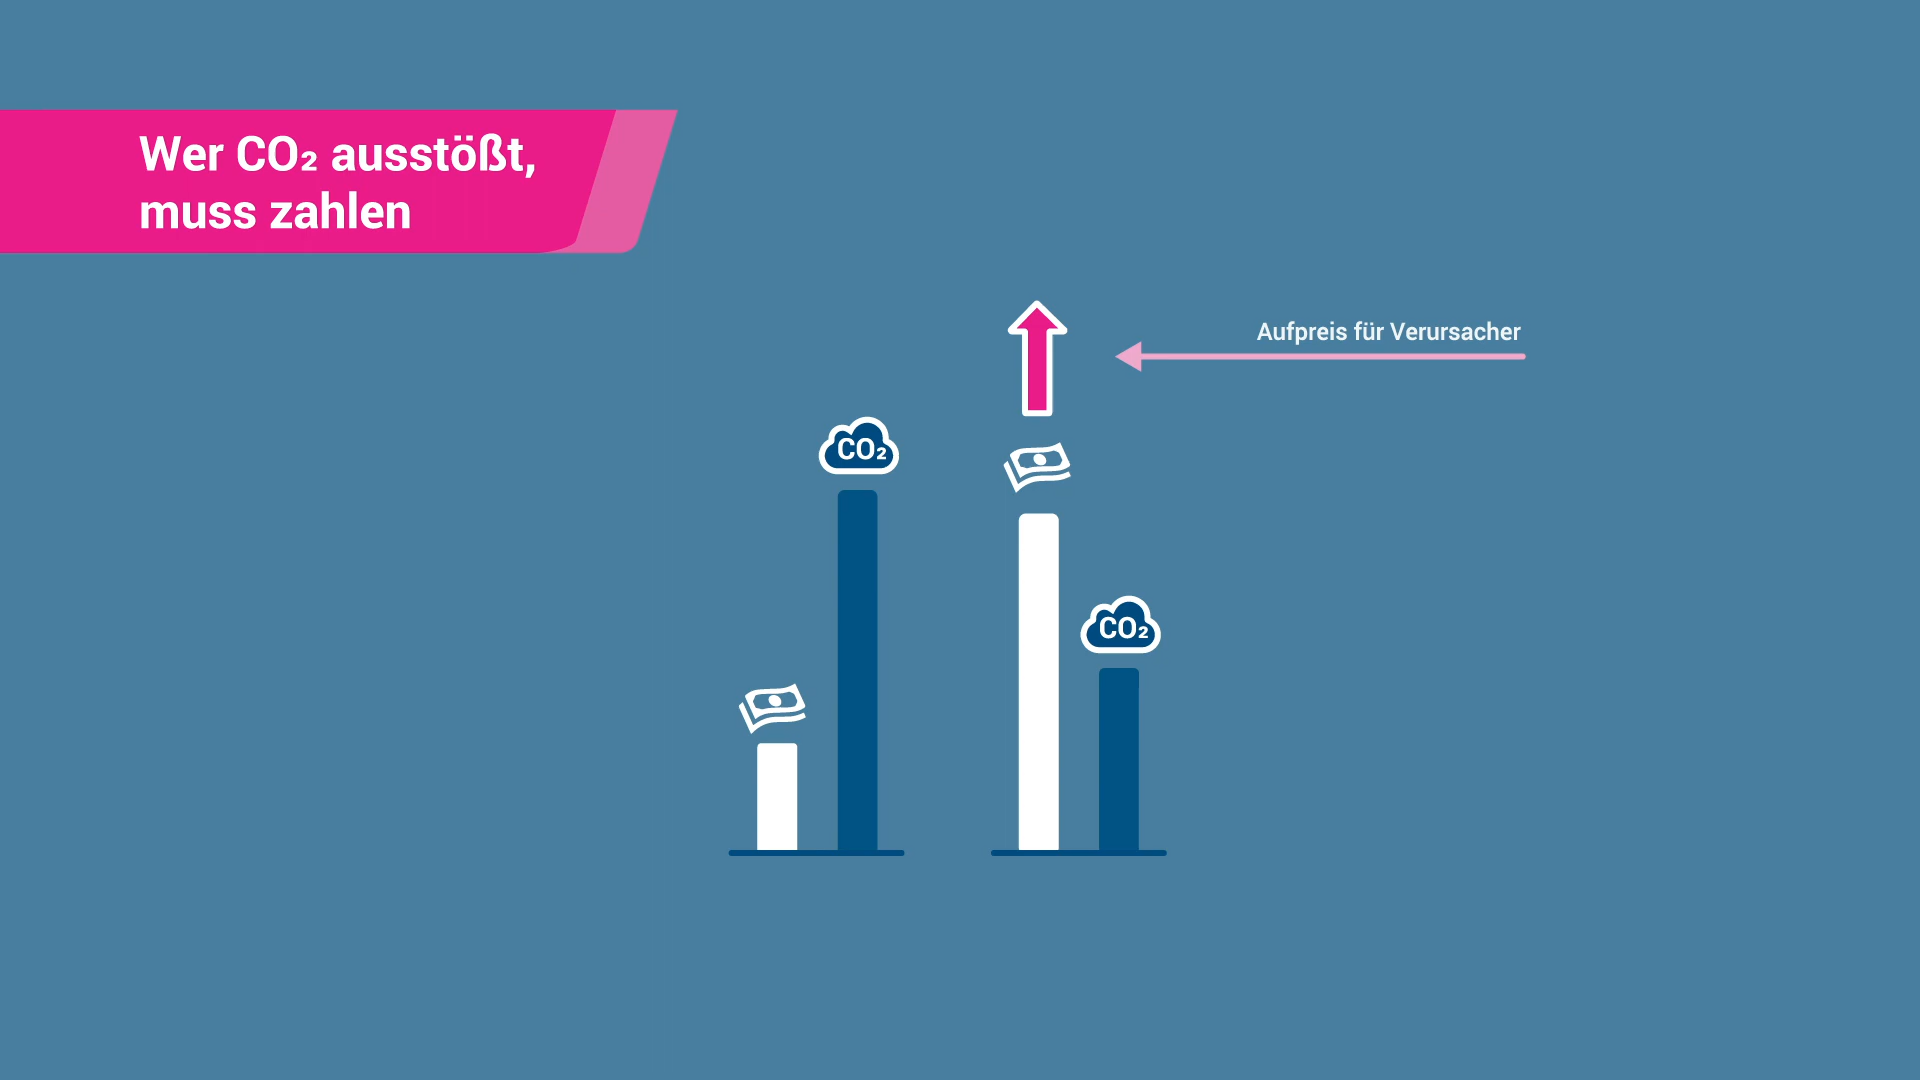 Wer CO₂ ausstößt,
muss zahlen
Aufpreis für Verursacher
CO₂
CO₂